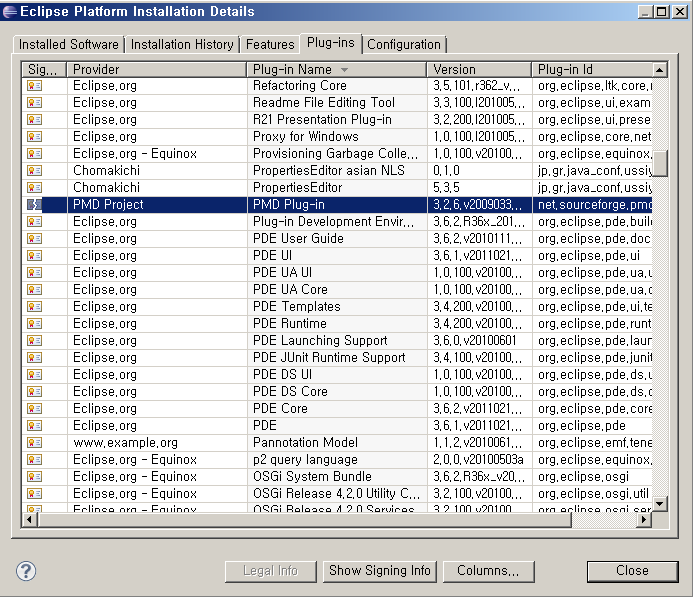 Eclipse Platform Installation Details
Installed Software Installation History Features Plug-ins Configuration
Sig... Provider Plug-in Name Version Plug-in Id
Eclipse.org Refactoring Core 3.5.101.r362_v... org.eclipse.ltk.core.r
Eclipse.org Readme File Editing Tool 3.3.100.I201005... org.eclipse.ui.exam
Eclipse.org R21 Presentation Plug-in 3.2.200.I201005... org.eclipse.ui.prese
Eclipse.org Proxy for Windows 1.0.100.I201005... org.eclipse.core.net
Eclipse.org - Equinox Provisioning Garbage Colle... 1.0.100.v20100... org.eclipse.equinox.
Chomakichi PropertiesEditor asian NLS 0.1.0 jp.gr.java_conf.ussiy
Chomakichi PropertiesEditor 5.3.5 jp.gr.java_conf.ussiy
PMD Project PMD Plug-in 3.2.6.v2009033... net.sourceforge.pmd
Eclipse.org Plug-in Development Envir... 3.6.2.R36x_201... org.eclipse.pde.buil
Eclipse.org PDE User Guide 3.6.2.v2010111... org.eclipse.pde.doc
Eclipse.org PDE UI 3.6.1.v2011021... org.eclipse.pde.ui
Eclipse.org PDE UA UI 1.0.100.v20100... org.eclipse.pde.ua.u
Eclipse.org PDE UA Core 1.0.100.v20100... org.eclipse.pde.ua.c
Eclipse.org PDE Templates 3.4.200.v20100... org.eclipse.pde.ui.te
Eclipse.org PDE Runtime 3.4.200.v20100... org.eclipse.pde.runt
Eclipse.org PDE Launching Support 3.6.0.v20100601 org.eclipse.pde.laun
Eclipse.org PDE JUnit Runtime Support 3.4.100.v20100... org.eclipse.pde.junit
Eclipse.org PDE DS UI 1.0.100.v20100... org.eclipse.pde.ds.u
Eclipse.org PDE DS Core 1.0.100.v20100... org.eclipse.pde.ds.c
Eclipse.org PDE Core 3.6.2.v2011021... org.eclipse.pde.core
Eclipse.org PDE 3.6.1.v2011021... org.eclipse.pde
www.example.org Pannotation Model 1.1.2.v2010061... org.eclipse.emf.tene
Eclipse.org - Equinox p2 query language 2.0.0.v20100503a org.eclipse.equinox.
Eclipse.org - Equinox OSGi System Bundle 3.6.2.R36x_v20... org.eclipse.osgi
Eclipse.org - Equinox OSGi Release 4.2.0 Utility C... 3.2.100.v20100... org.eclipse.osgi.util
Eclipse.org - Equinox OSGi Release 4.2.0 Services 3.2.100.v20100... org.eclipse.osgi.ser
Legal Info Show Signing Info Columns... Close